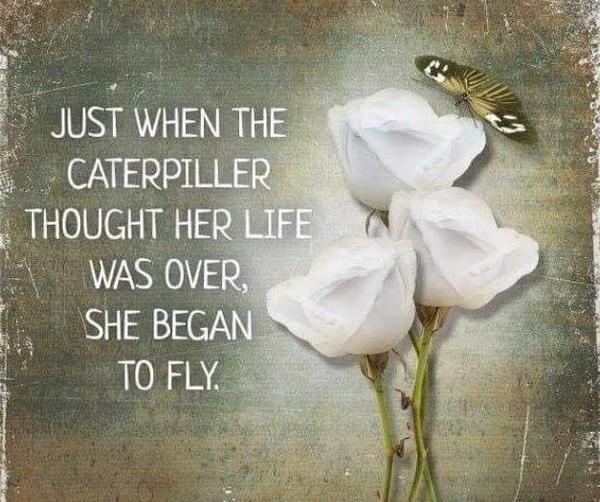 JUST WHEN THE
CATERPILLER
THOUGHT HER LIFE
WAS OVER,
SHE BEGAN
TO FLY.